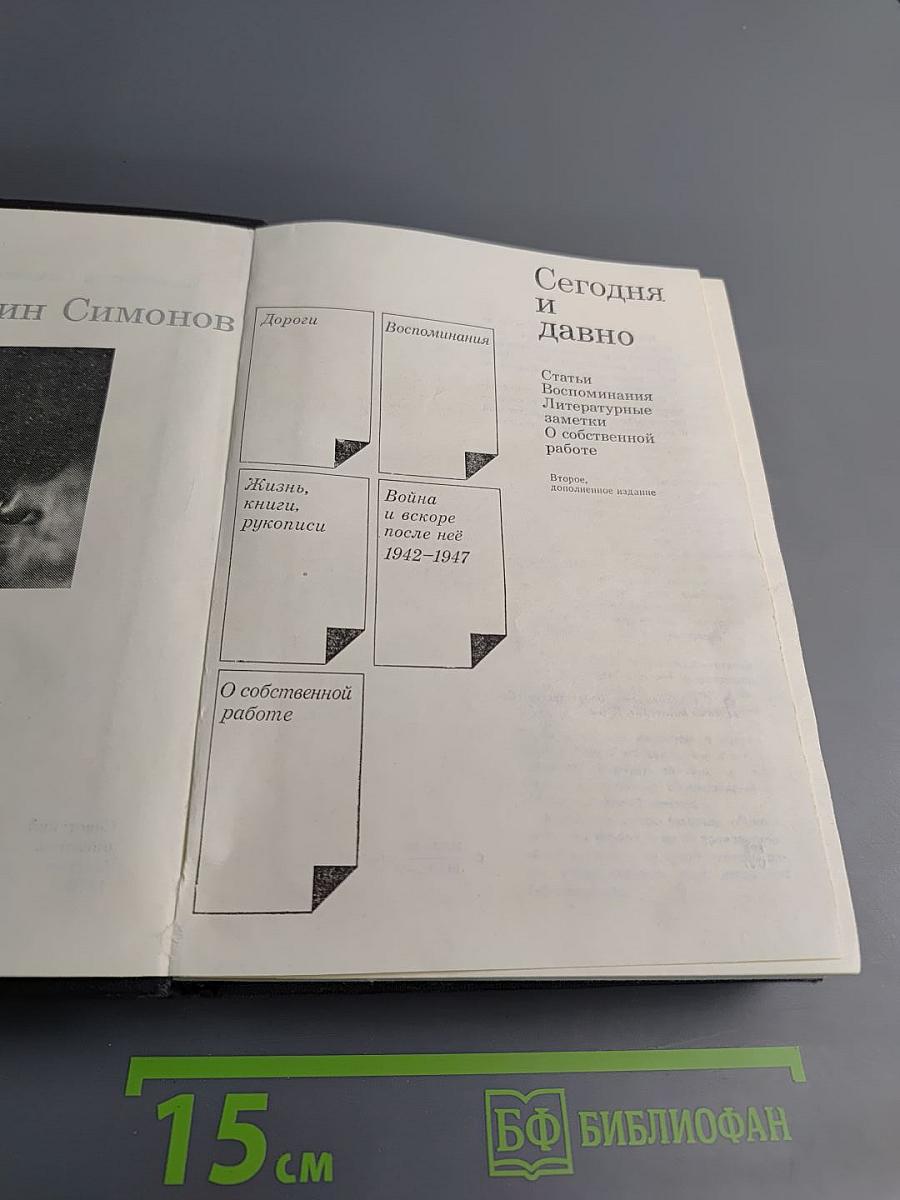 ин Симонов
Сегодня
и
давно
Статьи
Воспоминания
Литературные
заметки
О собственной
работе
Второе,
дополненное издание
Дороги
Воспоминания
Жизнь,
книги,
рукописи
Война
и вскоре
после неё
1942–1947
О собственной
работе
15 см
БФ БИБЛИОФАН